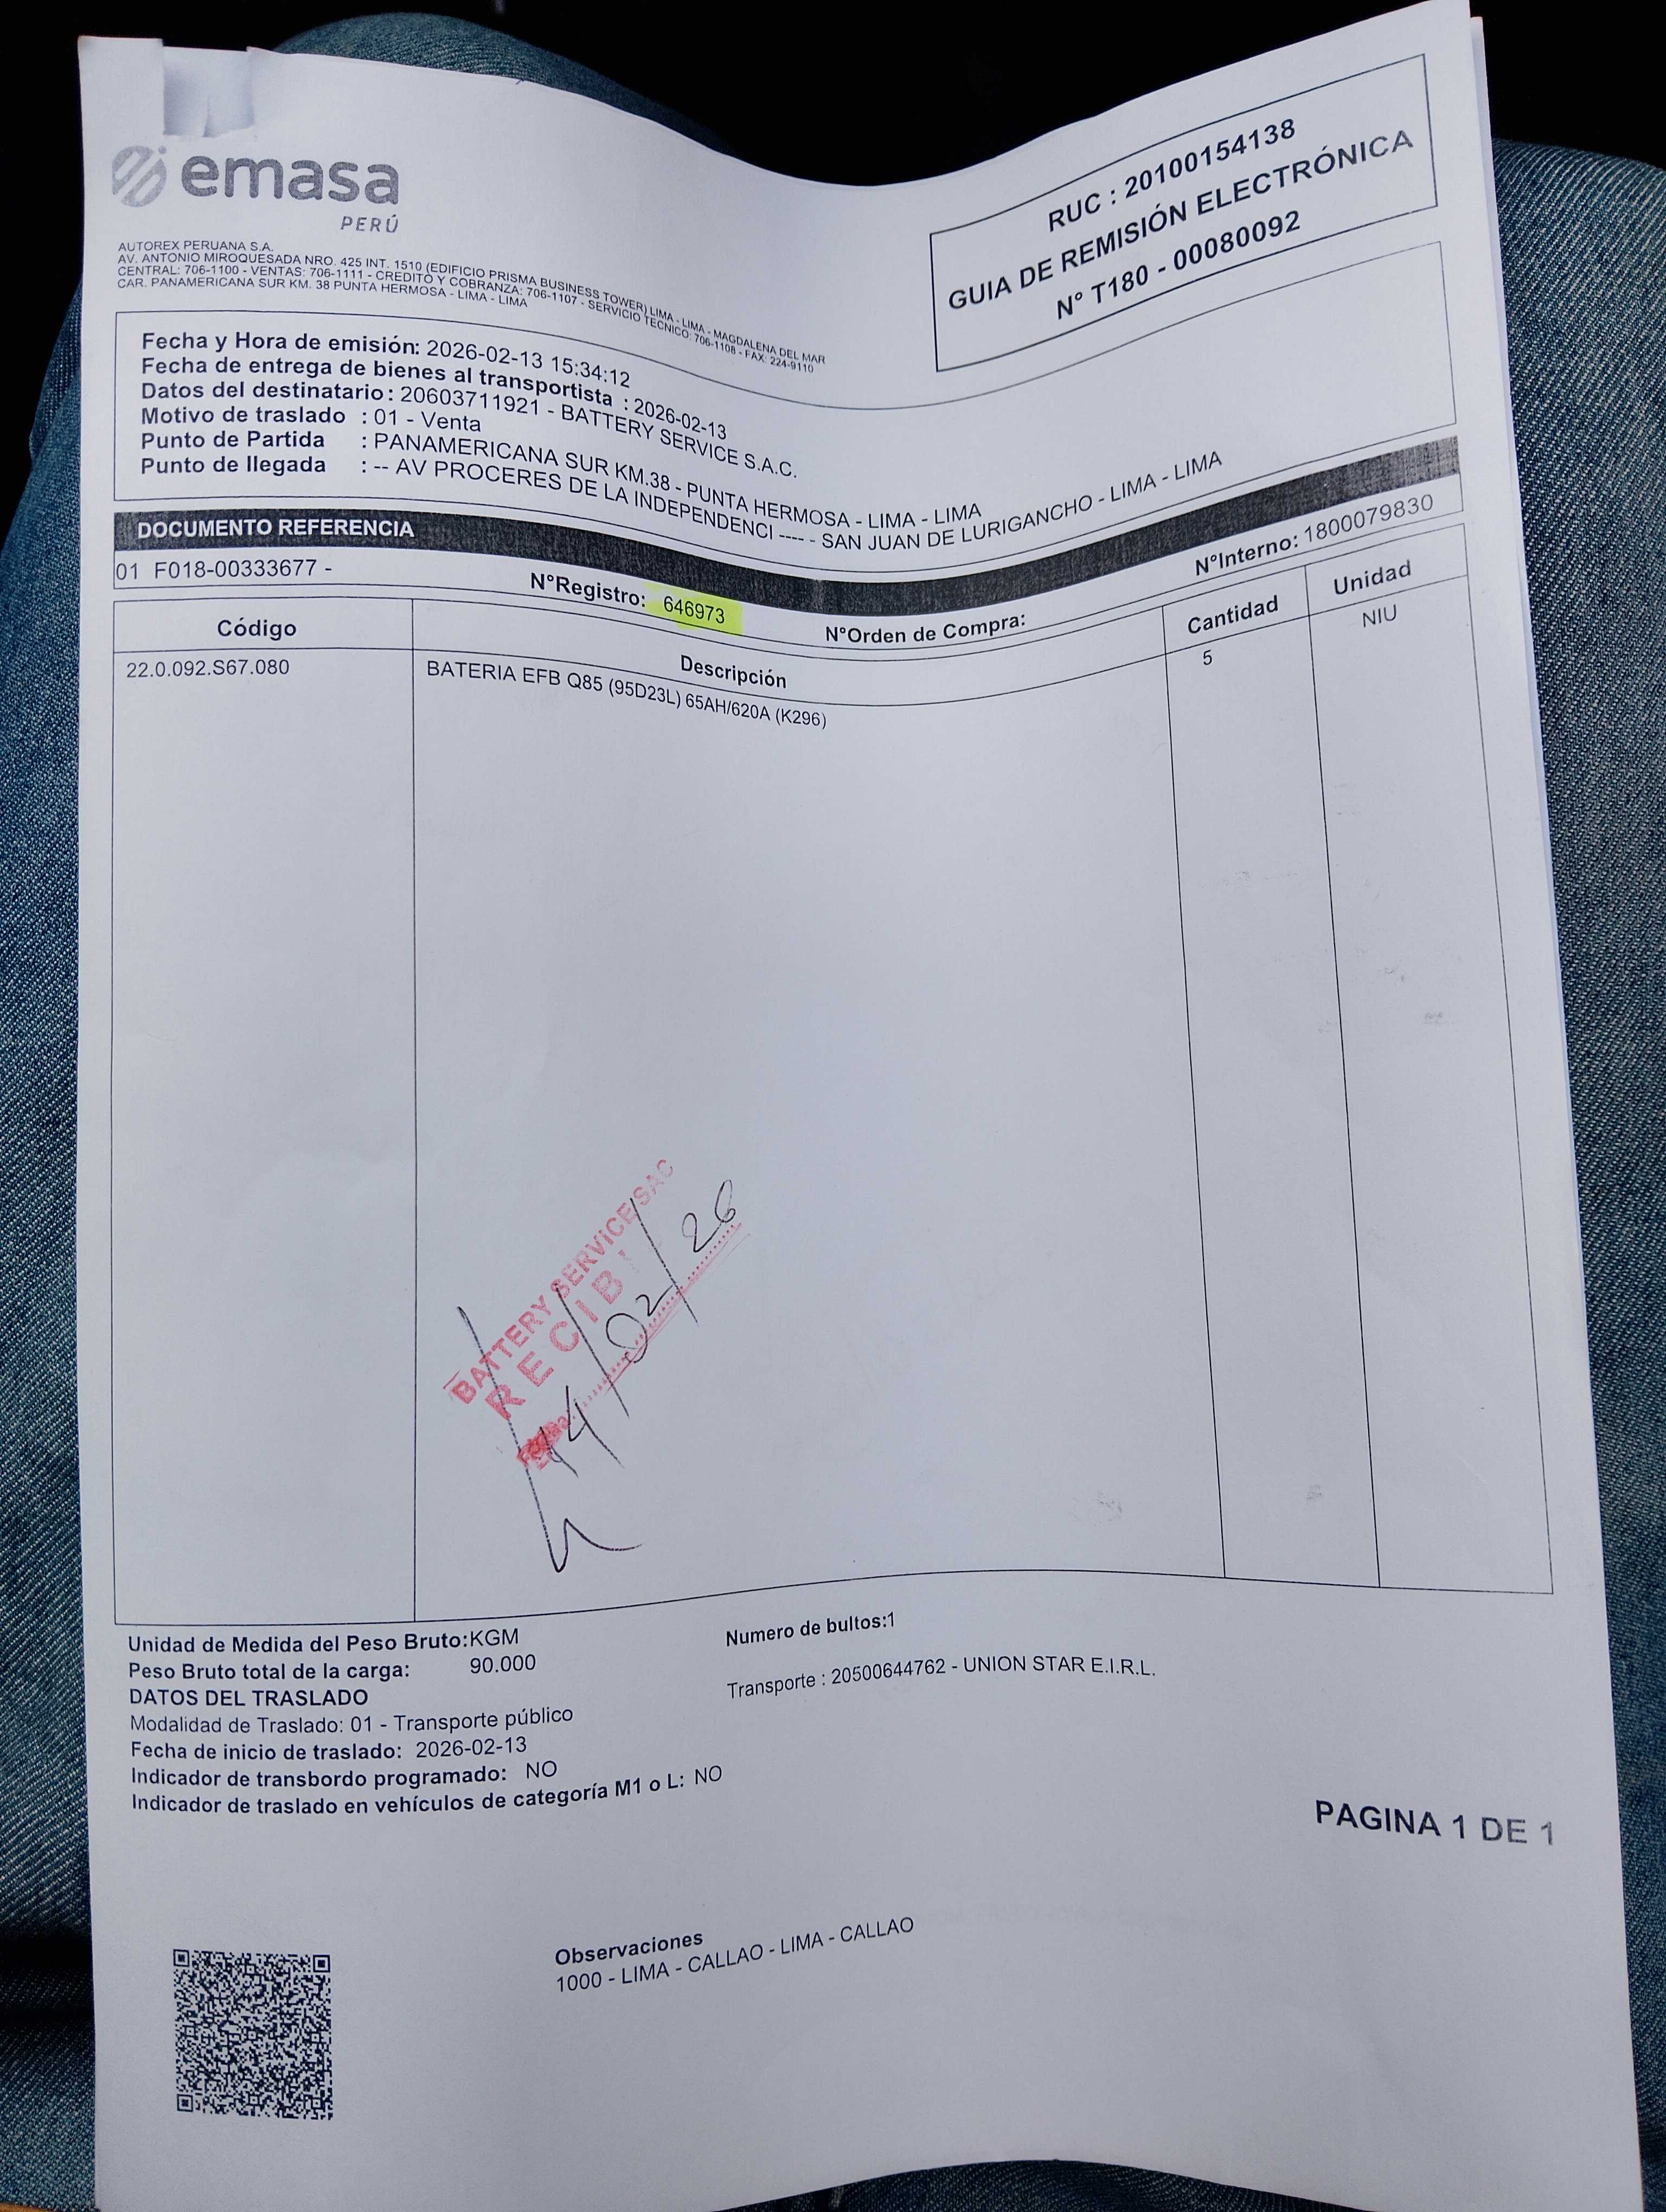 emasa
PERÚ
AUTOREX PERUANA S.A.
AV. ANTONIO MIROQUESADA NRO. 425 INT. 1510 (EDIFICIO PRISMA BUSINESS TOWER) LIMA - LIMA - MAGDALENA DEL MAR
CENTRAL: 706-1100 - VENTAS: 706-1111 - CREDITO Y COBRANZA: 706-1107 - SERVICIO TECNICO: 706-1108 - FAX: 224-9110
CAR. PANAMERICANA SUR KM. 38 PUNTA HERMOSA - LIMA - LIMA
RUC : 20100154138
GUIA DE REMISIÓN ELECTRÓNICA
N° T180 - 00080092
Fecha y Hora de emisión: 2026-02-13 15:34:12
Fecha de entrega de bienes al transportista : 2026-02-13
Datos del destinatario : 20603711921 - BATTERY SERVICE S.A.C.
Motivo de traslado : 01 - Venta
Punto de Partida : PANAMERICANA SUR KM.38 - PUNTA HERMOSA - LIMA - LIMA
Punto de llegada : -- AV PROCERES DE LA INDEPENDENCI ---- - SAN JUAN DE LURIGANCHO - LIMA - LIMA
DOCUMENTO REFERENCIA
01 F018-00333677 - N°Registro: 646973 N°Orden de Compra: N°Interno: 1800079830
Código Descripción Cantidad Unidad
22.0.092.S67.080 BATERIA EFB Q85 (95D23L) 65AH/620A (K296) 5 NIU
BATTERY SERVICE SAC
RECIB
14/02/26
Unidad de Medida del Peso Bruto:KGM Numero de bultos:1
Peso Bruto total de la carga: 90.000
DATOS DEL TRASLADO Transporte : 20500644762 - UNION STAR E.I.R.L.
Modalidad de Traslado: 01 - Transporte público
Fecha de inicio de traslado: 2026-02-13
Indicador de transbordo programado: NO
Indicador de traslado en vehículos de categoría M1 o L: NO
PAGINA 1 DE 1
Observaciones
1000 - LIMA - CALLAO - LIMA - CALLAO